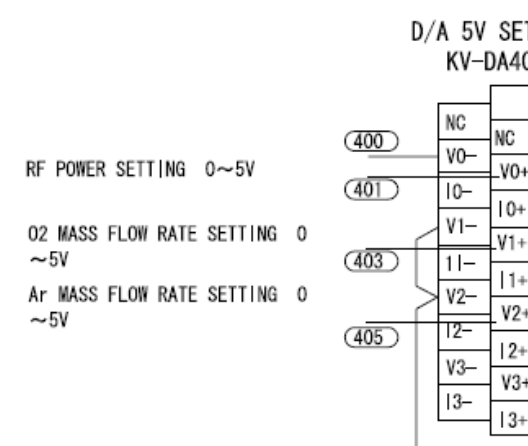 D/A 5V SET
KV-DA40
NC
NC
400
V0-
V0+
RF POWER SETTING 0~5V
401
I0-
I0+
O2 MASS FLOW RATE SETTING 0
~5V
V1-
V1+
403
1I-
I1+
Ar MASS FLOW RATE SETTING 0
~5V
V2-
V2+
405
I2-
I2+
V3-
V3+
I3-
I3+